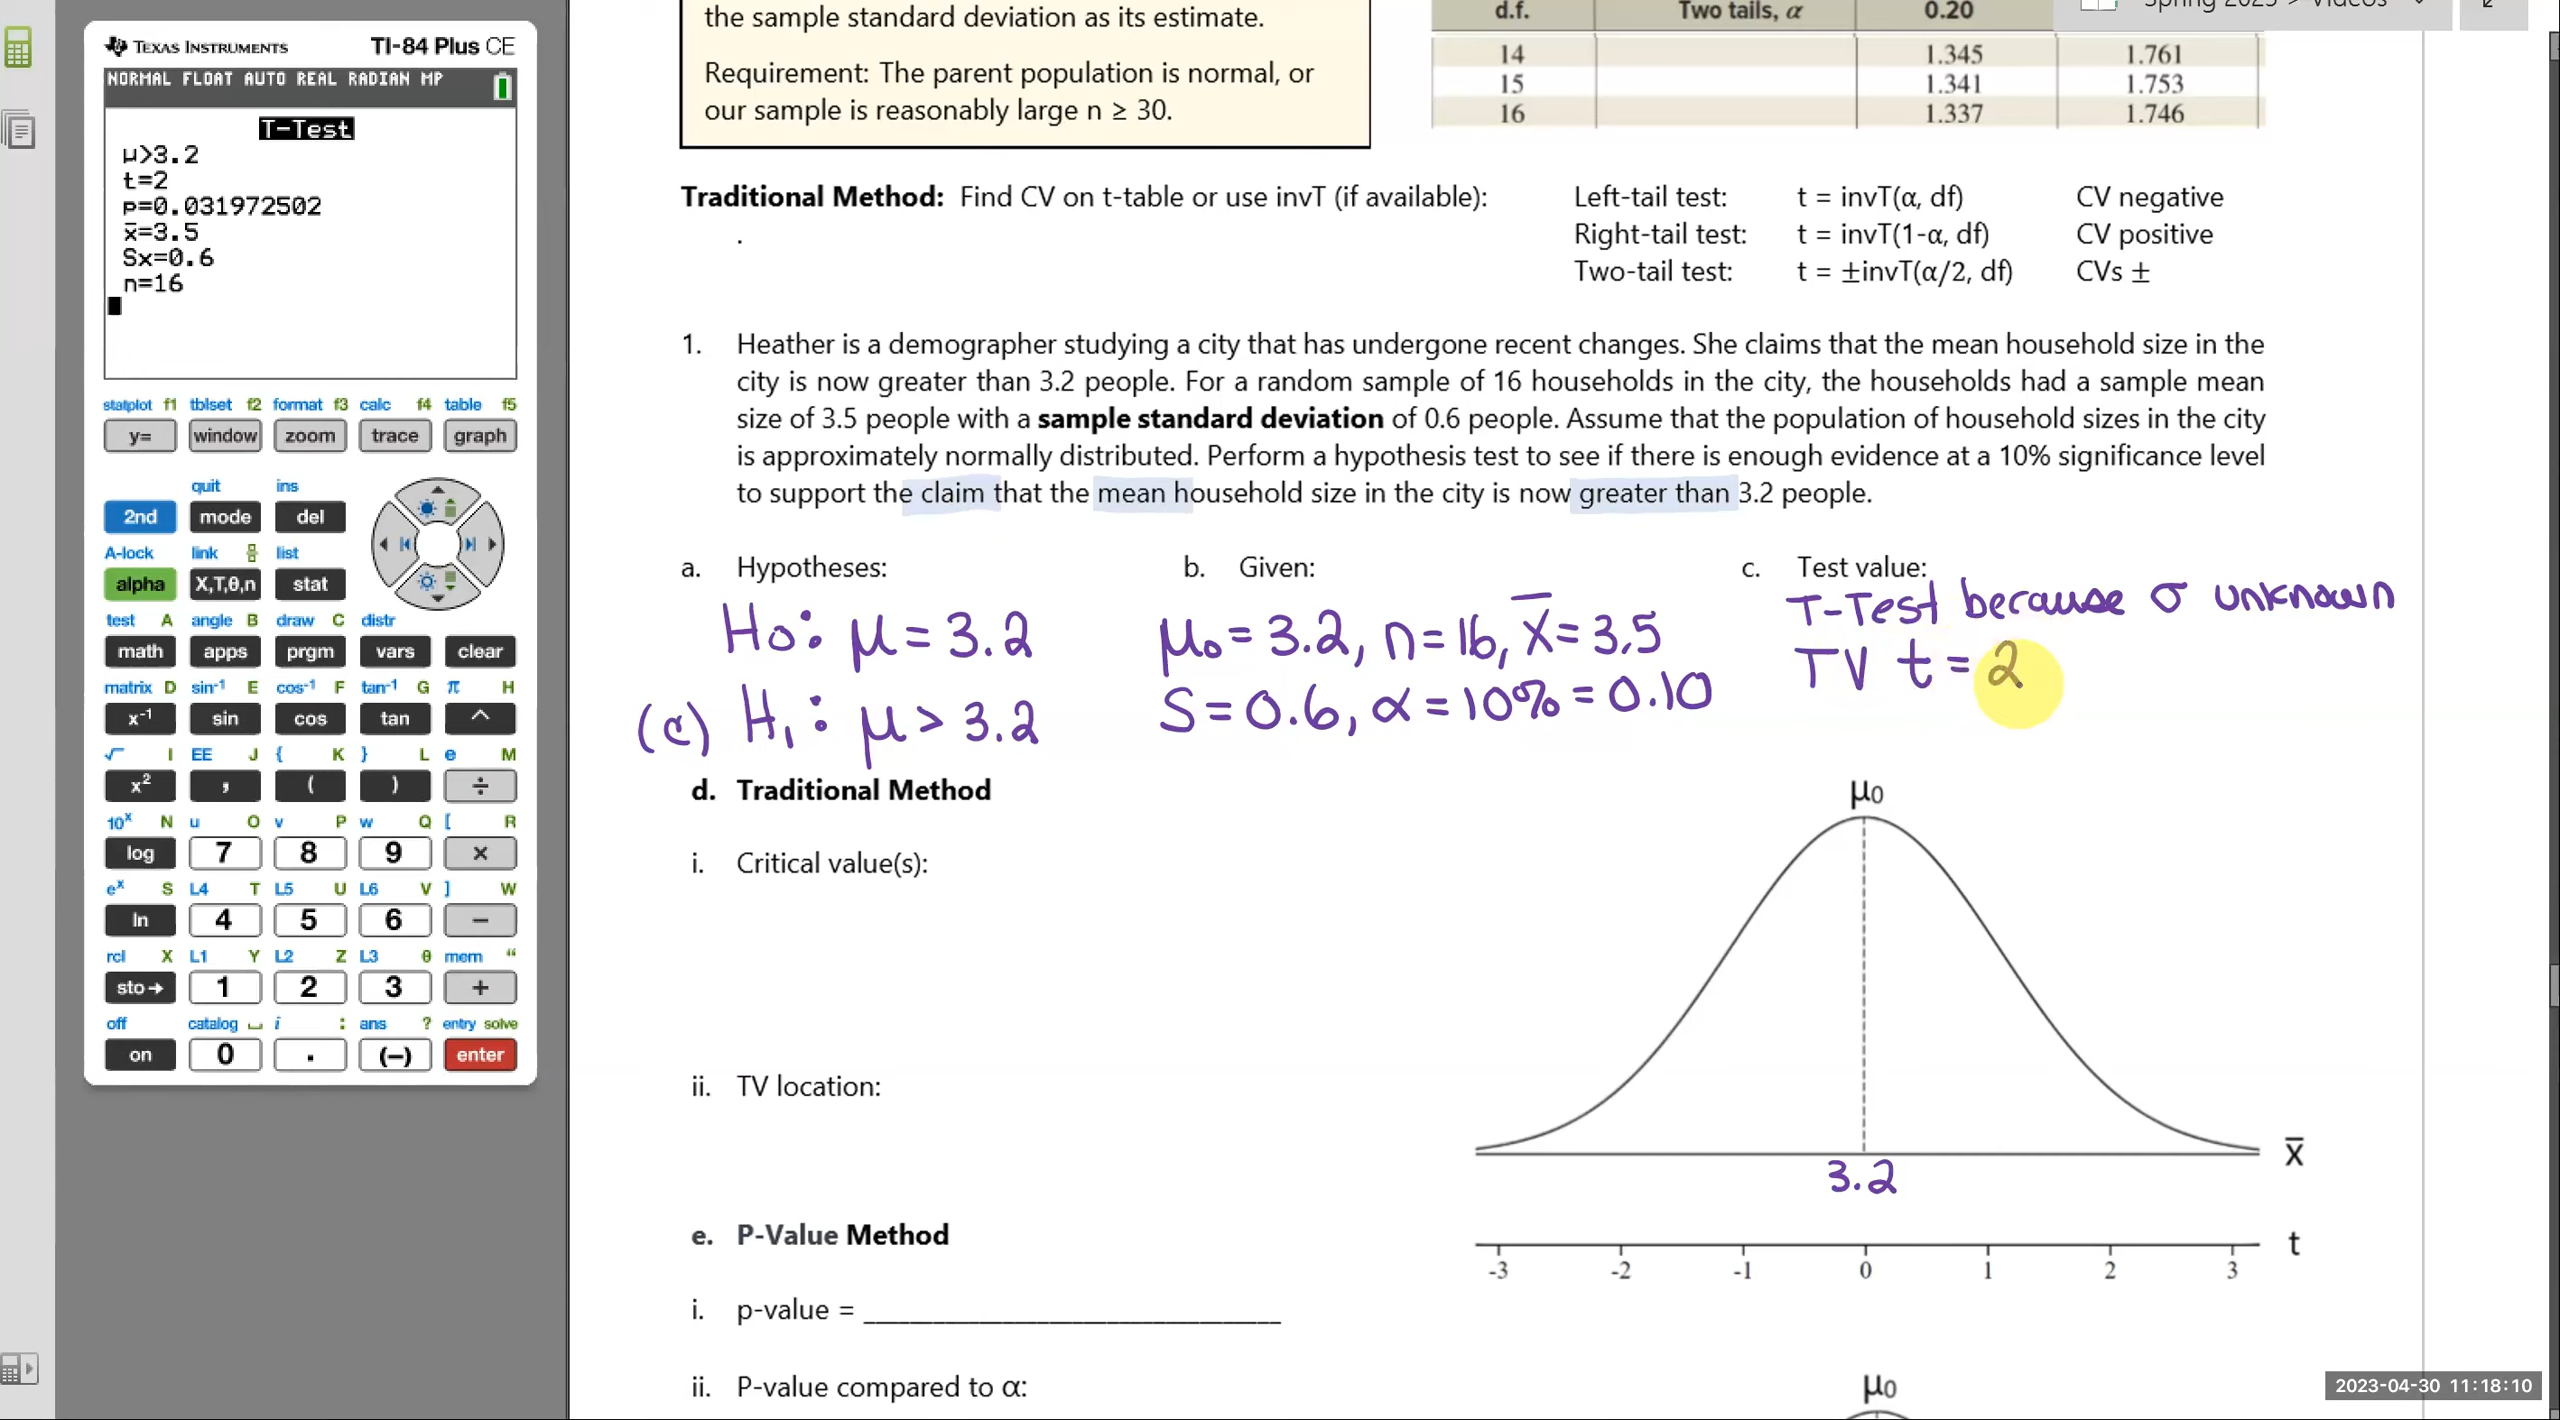 TEXAS INSTRUMENTS TI-84 Plus CE
NORMAL FLOAT AUTO REAL RADIAN MP
T-Test
μ>3.2
t=2
p=0.031972502
x̄=3.5
Sx=0.6
n=16
statplot f1 tblset f2 format f3 calc f4 table f5
y= window zoom trace graph
quit ins
2nd mode del
A-lock link list
alpha X,T,θ,n stat
test A angle B draw C distr
math apps prgm vars clear
matrix D sin⁻¹ E cos⁻¹ F tan⁻¹ G π H
x⁻¹ sin cos tan ^
√ I EE J { K } L e M
x² , ( ) ÷
10ˣ N u O v P w Q [ R
log 7 8 9 ×
eˣ S L4 T L5 U L6 V ] W
ln 4 5 6 −
rcl X L1 Y L2 Z L3 θ mem “
sto→ 1 2 3 +
off catalog ⎵ i : ans ? entry solve
on 0 . (−) enter
the sample standard deviation as its estimate.
Requirement: The parent population is normal, or
our sample is reasonably large n ≥ 30.
d.f. Two tails, α 0.20
14 1.345 1.761
15 1.341 1.753
16 1.337 1.746
Traditional Method: Find CV on t-table or use invT (if available):
.
Left-tail test: t = invT(α, df) CV negative
Right-tail test: t = invT(1-α, df) CV positive
Two-tail test: t = ±invT(α/2, df) CVs ±
1. Heather is a demographer studying a city that has undergone recent changes. She claims that the mean household size in the
city is now greater than 3.2 people. For a random sample of 16 households in the city, the households had a sample mean
size of 3.5 people with a sample standard deviation of 0.6 people. Assume that the population of household sizes in the city
is approximately normally distributed. Perform a hypothesis test to see if there is enough evidence at a 10% significance level
to support the claim that the mean household size in the city is now greater than 3.2 people.
a. Hypotheses:
H₀: μ = 3.2
(c) H₁: μ > 3.2
b. Given:
μ₀ = 3.2, n = 16, x̄ = 3.5
S = 0.6, α = 10% = 0.10
c. Test value:
T-Test because σ unknown
TV t = 2
d. Traditional Method
i. Critical value(s):
ii. TV location:
μ₀
x̄
3.2
t
-3 -2 -1 0 1 2 3
e. P-Value Method
i. p-value = ______________________________
ii. P-value compared to α:
μ₀
2023-04-30 11:18:10